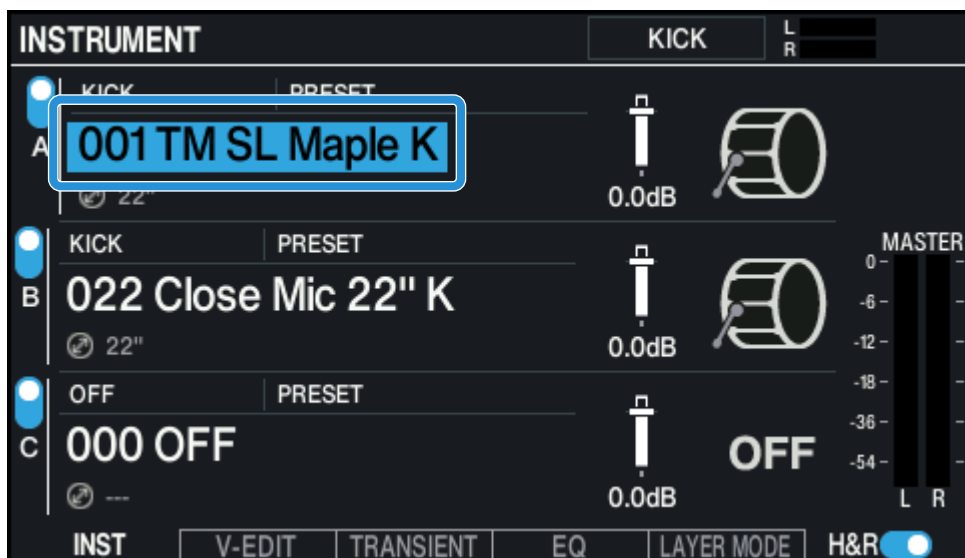 INSTRUMENT KICK L R
A KICK PRESET
001 TM SL Maple K
22" 0.0dB
B KICK PRESET
022 Close Mic 22" K
22" 0.0dB
C OFF PRESET
000 OFF OFF
--- 0.0dB
MASTER
0
-6
-12
-18
-36
-54
L R
INST V-EDIT TRANSIENT EQ LAYER MODE H&R